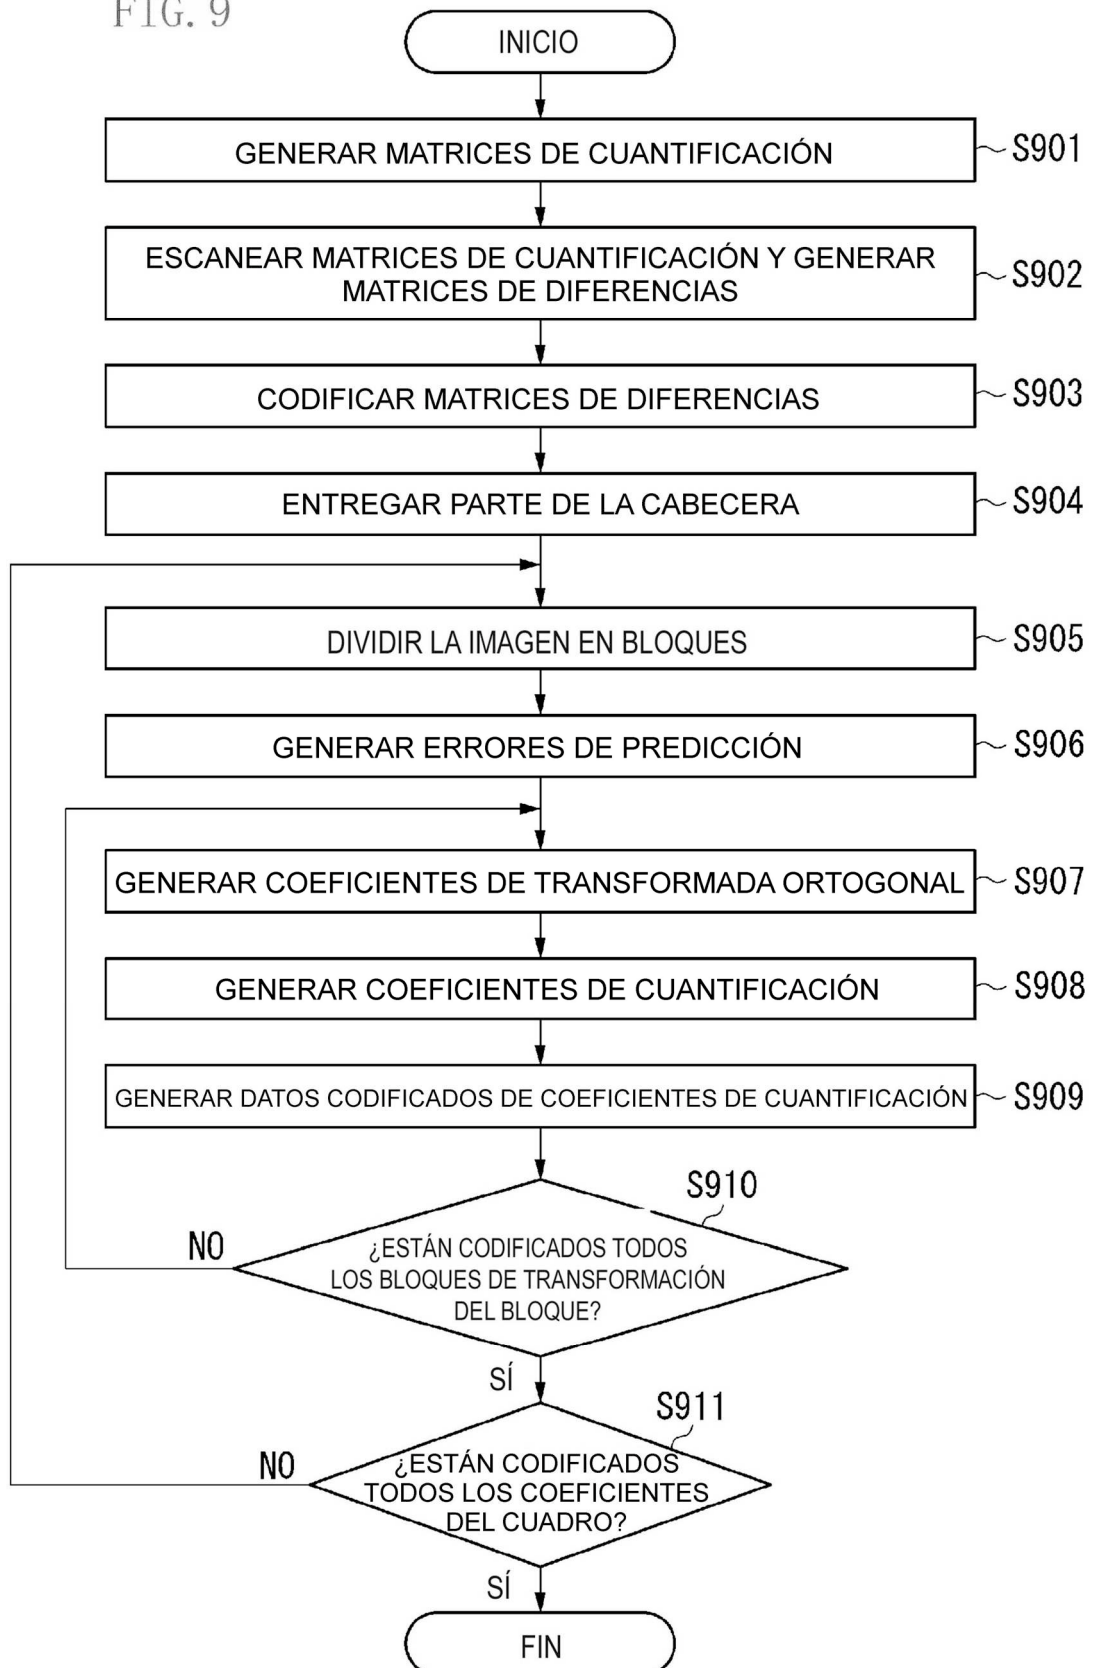 FIG. 9
INICIO
GENERAR MATRICES DE CUANTIFICACIÓN
S901
ESCANEAR MATRICES DE CUANTIFICACIÓN Y GENERAR
MATRICES DE DIFERENCIAS
S902
CODIFICAR MATRICES DE DIFERENCIAS
S903
ENTREGAR PARTE DE LA CABECERA
S904
DIVIDIR LA IMAGEN EN BLOQUES
S905
GENERAR ERRORES DE PREDICCIÓN
S906
GENERAR COEFICIENTES DE TRANSFORMADA ORTOGONAL
S907
GENERAR COEFICIENTES DE CUANTIFICACIÓN
S908
GENERAR DATOS CODIFICADOS DE COEFICIENTES DE CUANTIFICACIÓN
S909
S910
NO
¿ESTÁN CODIFICADOS TODOS
LOS BLOQUES DE TRANSFORMACIÓN
DEL BLOQUE?
SÍ
S911
NO
¿ESTÁN CODIFICADOS
TODOS LOS COEFICIENTES
DEL CUADRO?
SÍ
FIN